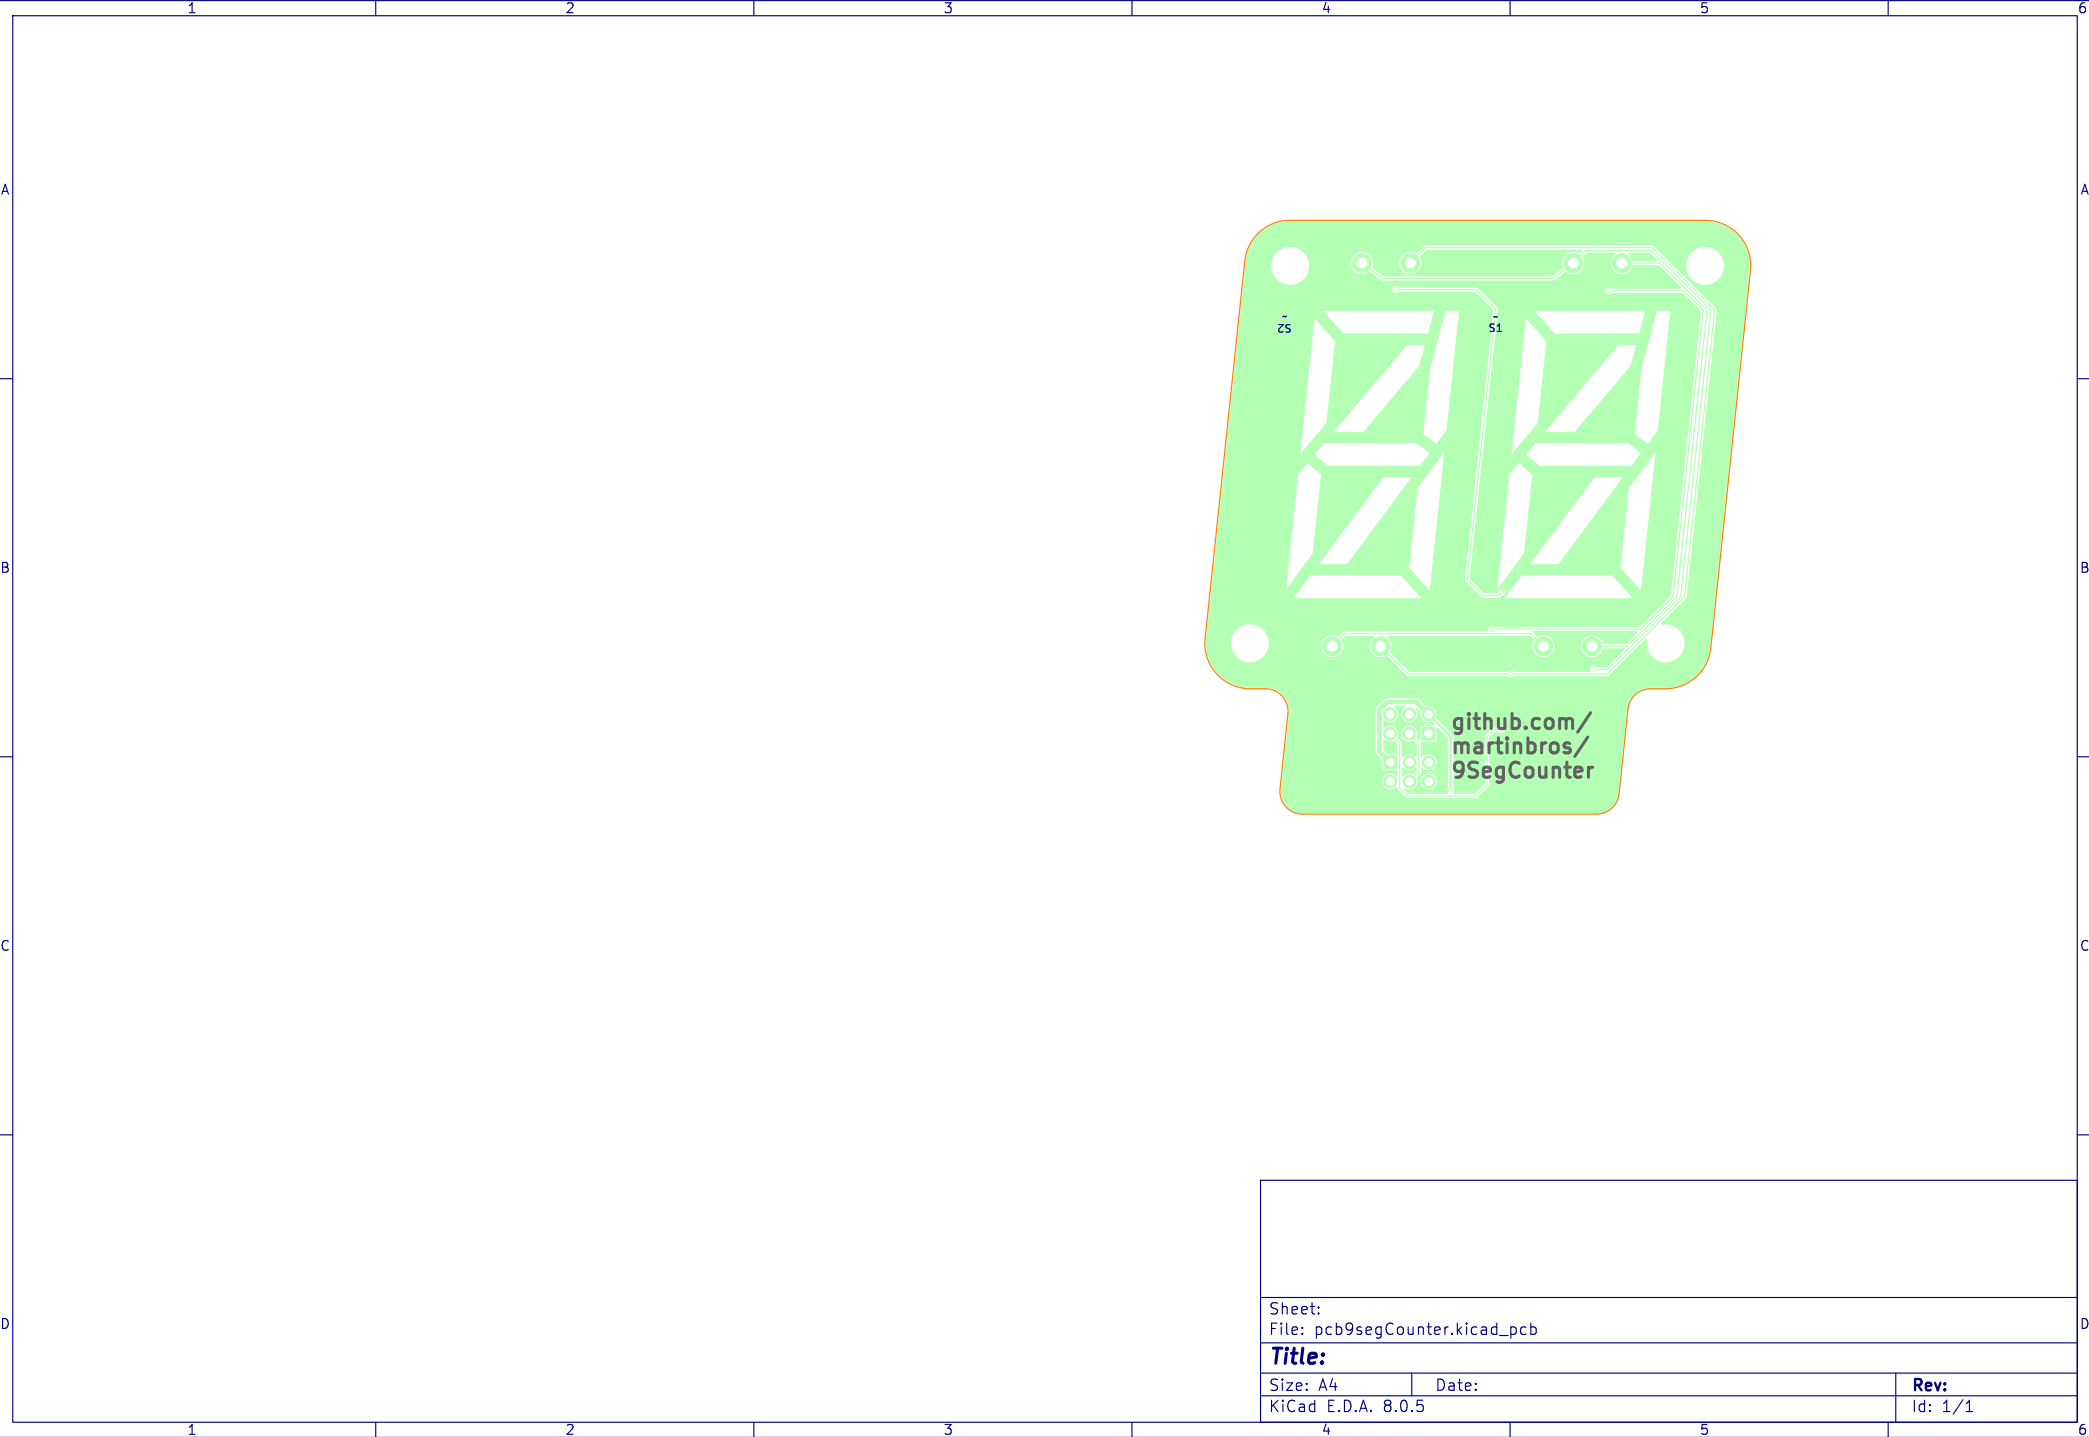 1 2 3 4 5 6
A A
~ ~
S2 S1
B B
github.com/
martinbros/
9SegCounter
C C
Sheet:
File: pcb9segCounter.kicad_pcb
D D
Title:
Size: A4 Date: Rev:
KiCad E.D.A. 8.0.5 Id: 1/1
1 2 3 4 5 6